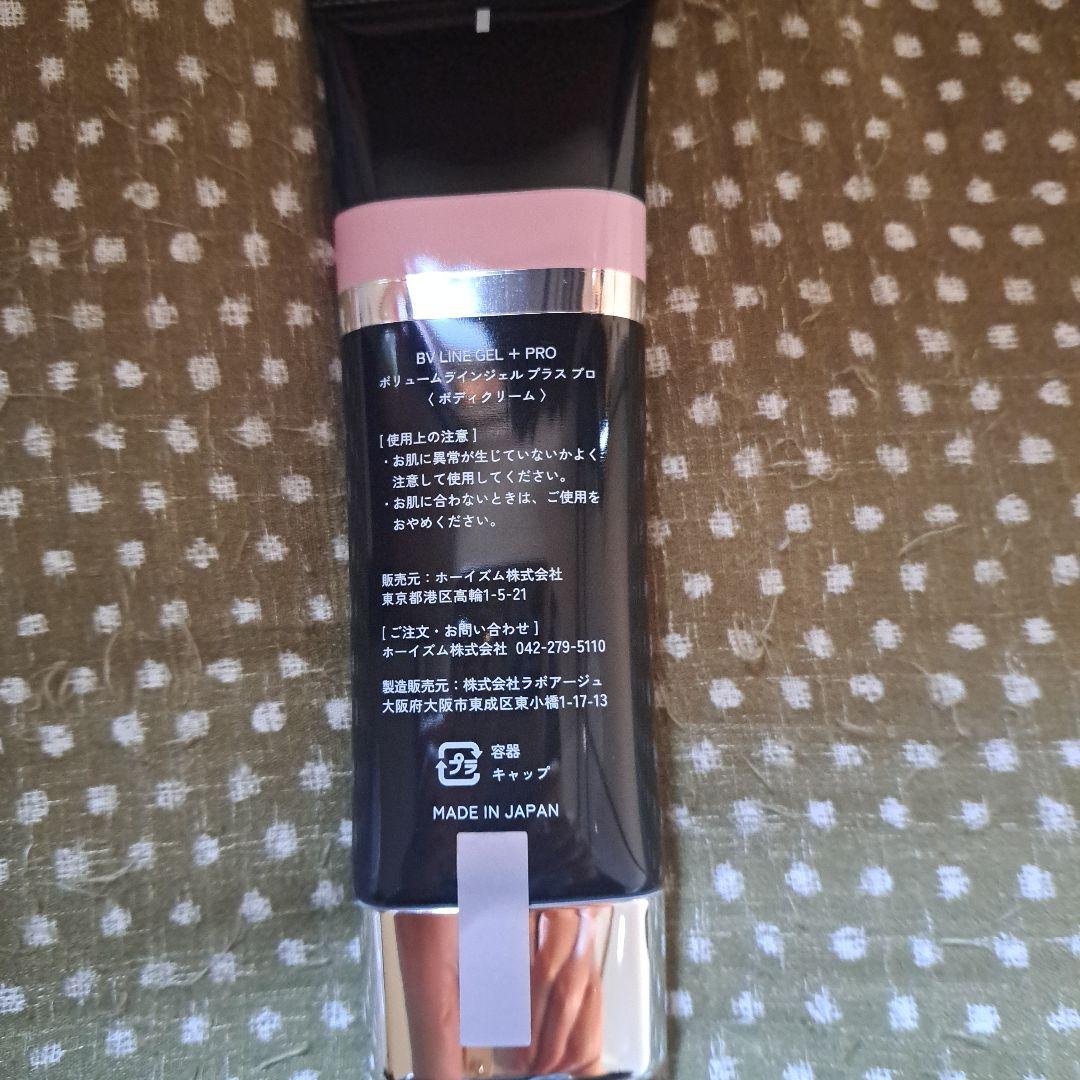 BV LINE GEL + PRO
ボリュームラインジェル プラス プロ
〈 ボディクリーム 〉
[ 使用上の注意 ]
・お肌に異常が生じていないかよく
注意して使用してください。
・お肌に合わないときは、ご使用を
おやめください。
販売元：ホーイズム株式会社
東京都港区高輪1-5-21
[ ご注文・お問い合わせ ]
ホーイズム株式会社 042-279-5110
製造販売元：株式会社ラボアージュ
大阪府大阪市東成区東小橋1-17-13
プラ 容器
キャップ
MADE IN JAPAN